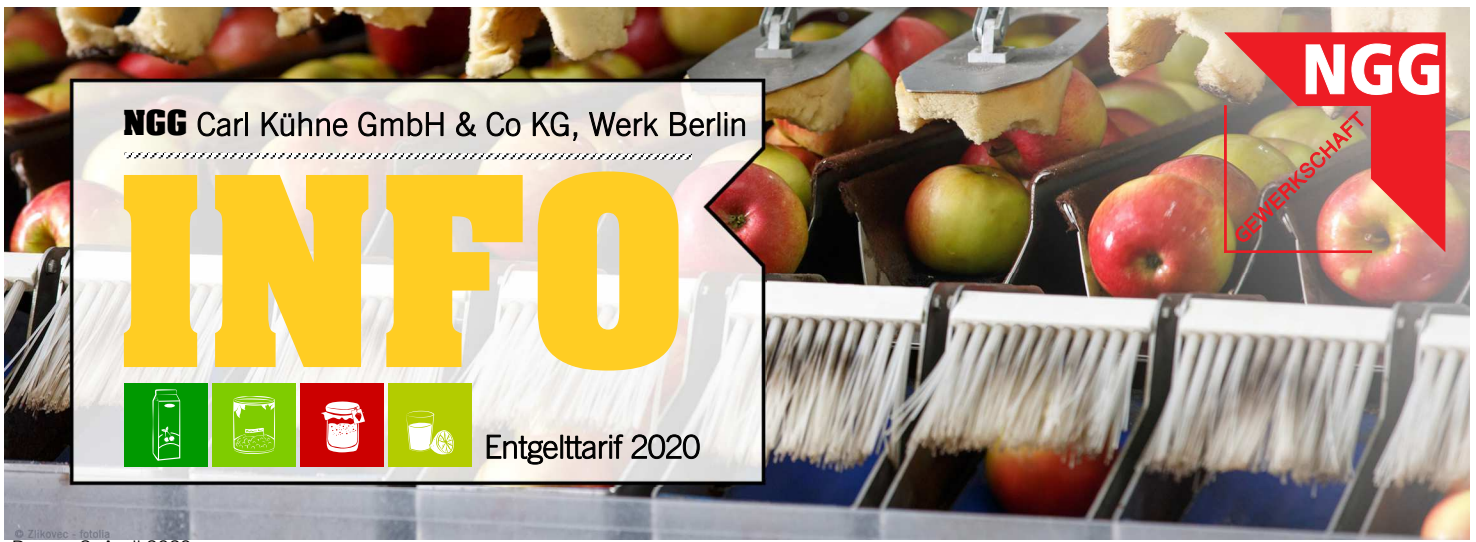 NGG Carl Kühne GmbH & Co KG, Werk Berlin
INFO
Entgelttarif 2020
NGG
GEWERKSCHAFT
© Zlikovec - fotolia